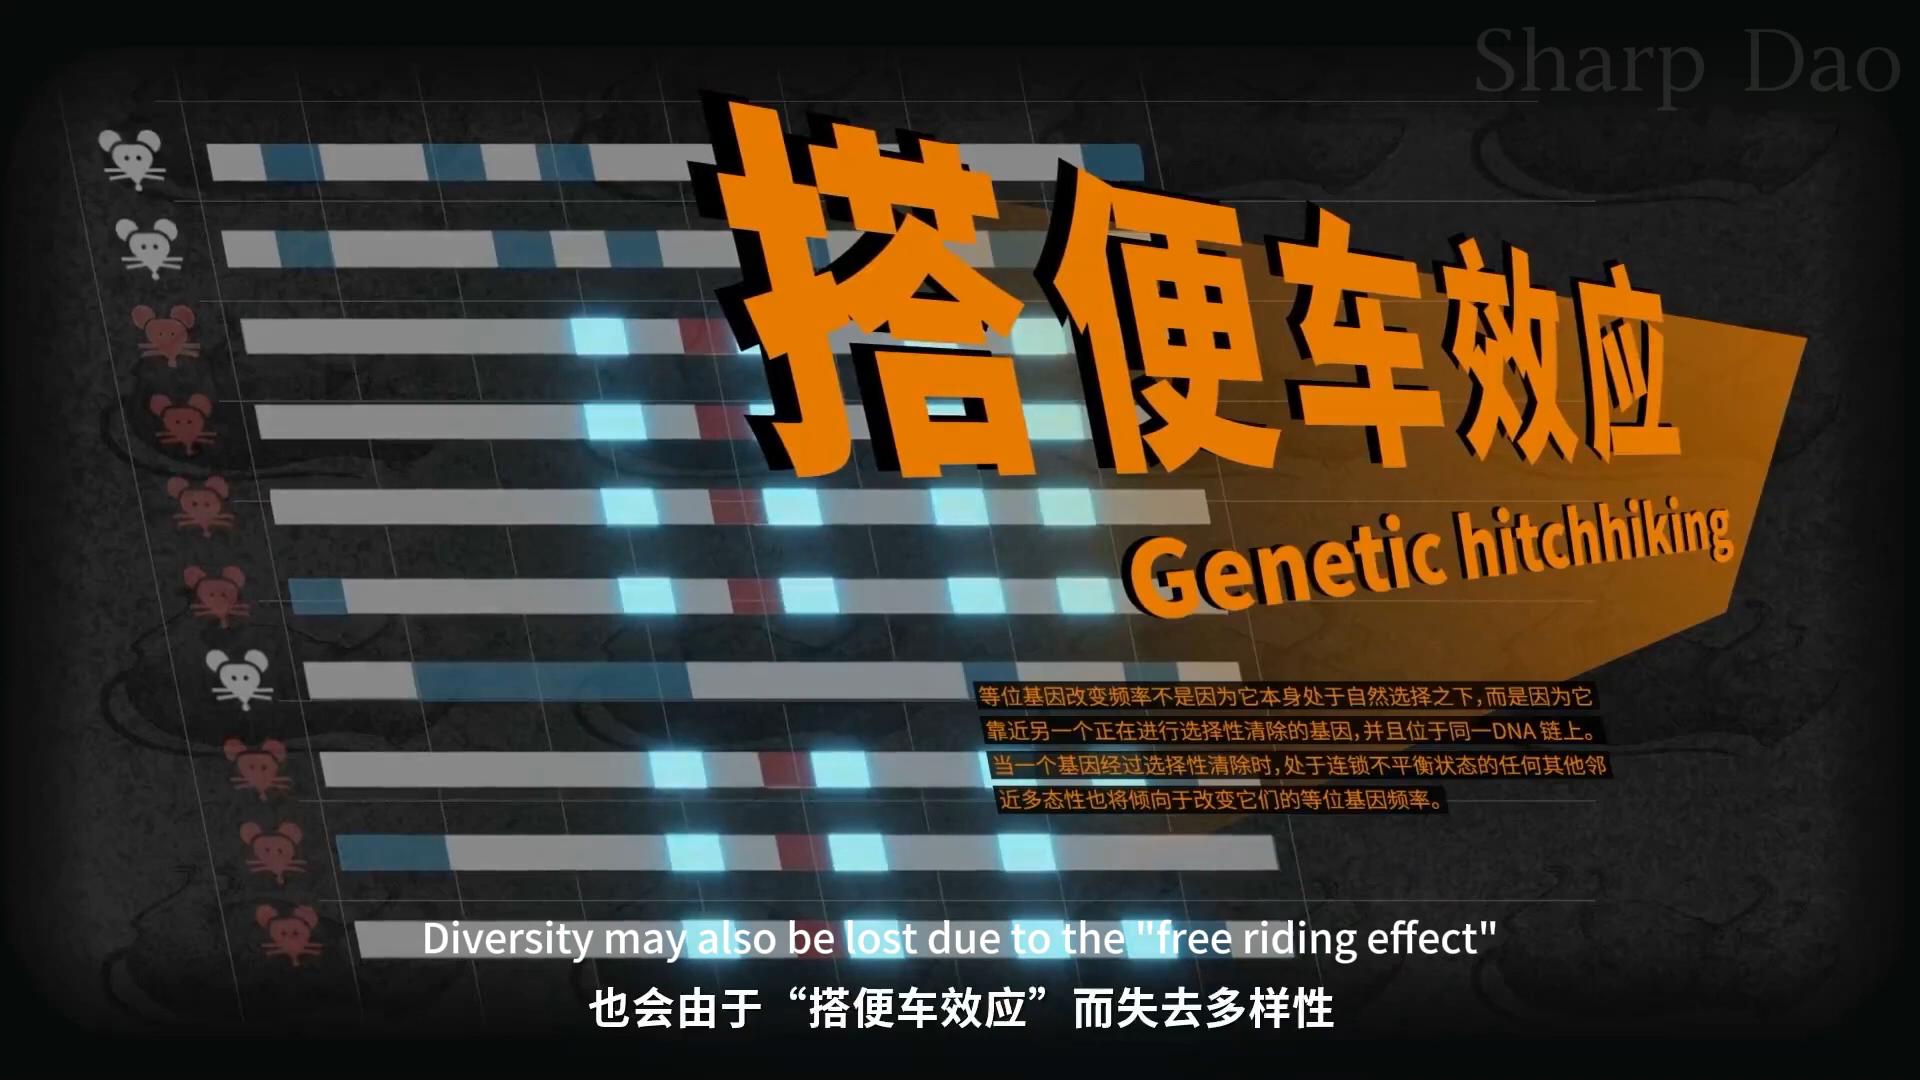 Sharp Dao
搭便车效应
Genetic hitchhiking
等位基因改变频率不是因为它本身处于自然选择之下,而是因为它
靠近另一个正在进行选择性清除的基因,并且位于同一DNA 链上。
当一个基因经过选择性清除时,处于连锁不平衡状态的任何其他邻
近多态性也将倾向于改变它们的等位基因频率。
Diversity may also be lost due to the "free riding effect"
也会由于“搭便车效应”而失去多样性